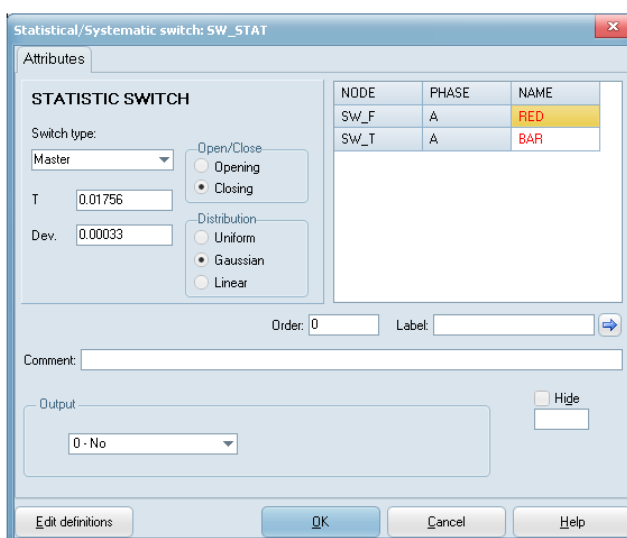 Statistical/Systematic switch: SW_STAT
Attributes
STATISTIC SWITCH
Switch type:
Master
T 0.01756
Dev. 0.00033
Open/Close
Opening
Closing
Distribution
Uniform
Gaussian
Linear
NODE PHASE NAME
SW_F A RED
SW_T A BAR
Order: 0 Label:
Comment:
Output
0 - No
Hide
Edit definitions OK Cancel Help